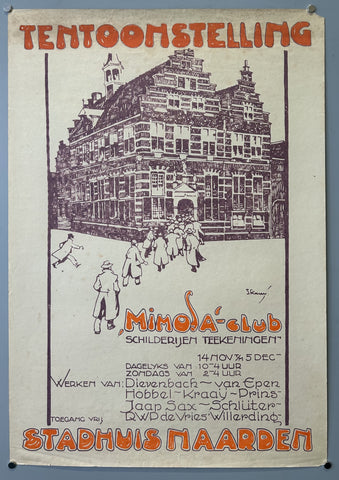 TENTOONSTELLING
"MiMOSA"-CLUB
SCHILDERIJEN TEEKENINGEN
14 NOV 5 DEC
DAGELYKS VAN 10-4 UUR
ZONDAGS VAN 2-4 UUR
WERKEN VAN: Dievenbach ~ van Epen
Hobbel ~ Kraay ~ Prins
Jaap Sax ~ Schlüter
TOEGANG VRIJ R.W.P. de Vries Willerding
STADHUIS NAARDEN